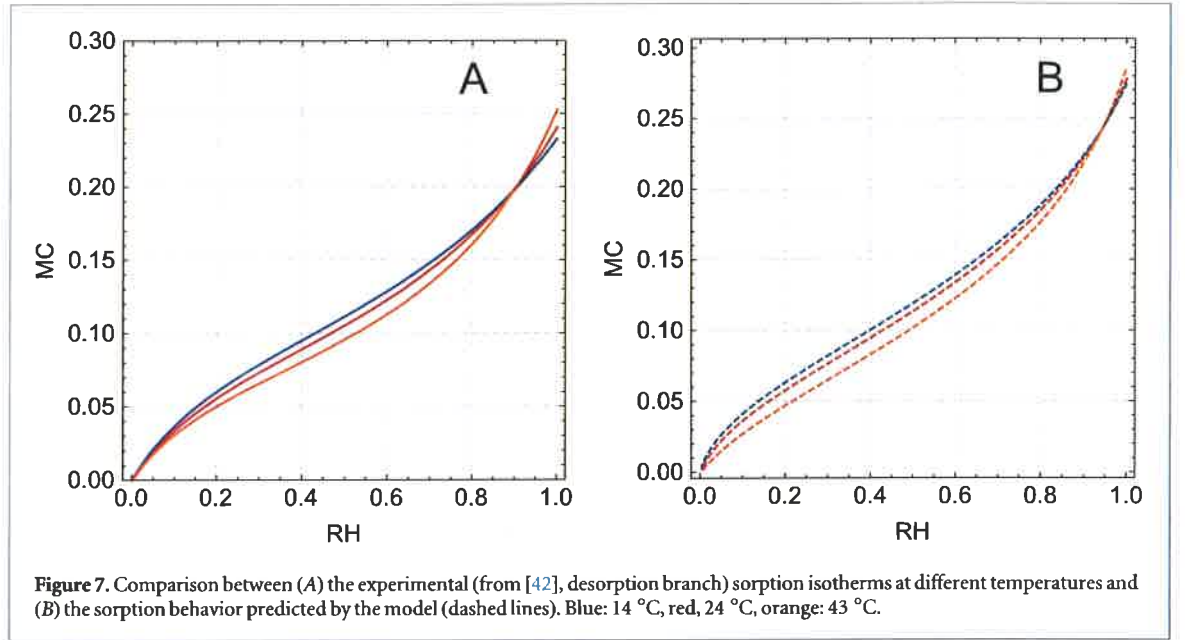 A
0.30
0.25
0.20
0.15
0.10
0.05
0.00
MC
0.0 0.2 0.4 0.6 0.8 1.0
RH
B
0.30
0.25
0.20
0.15
0.10
0.05
0.00
MC
0.0 0.2 0.4 0.6 0.8 1.0
RH
Figure 7. Comparison between (A) the experimental (from [42], desorption branch) sorption isotherms at different temperatures and
(B) the sorption behavior predicted by the model (dashed lines). Blue: 14 °C, red, 24 °C, orange: 43 °C.